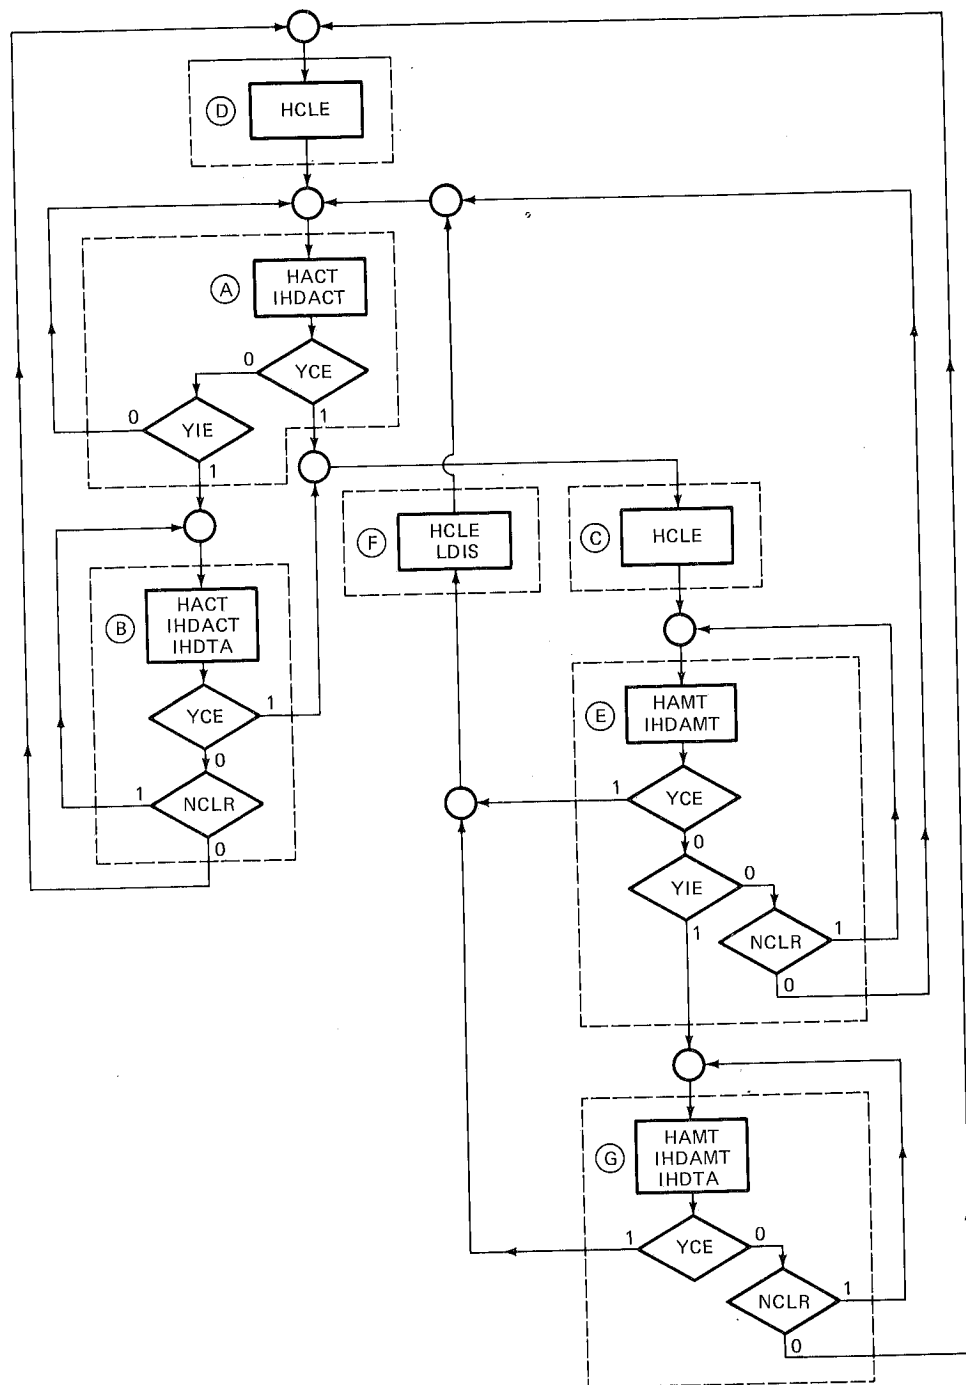 D
HCLE
A
HACT
IHDACT
0
YCE
0
YIE
1
1
F
HCLE
LDIS
C
HCLE
B
HACT
IHDACT
IHDTA
YCE
1
0
1
NCLR
0
E
HAMT
IHDAMT
1
YCE
0
YIE
0
1
NCLR
1
0
G
HAMT
IHDAMT
IHDTA
1
YCE
0
NCLR
1
0